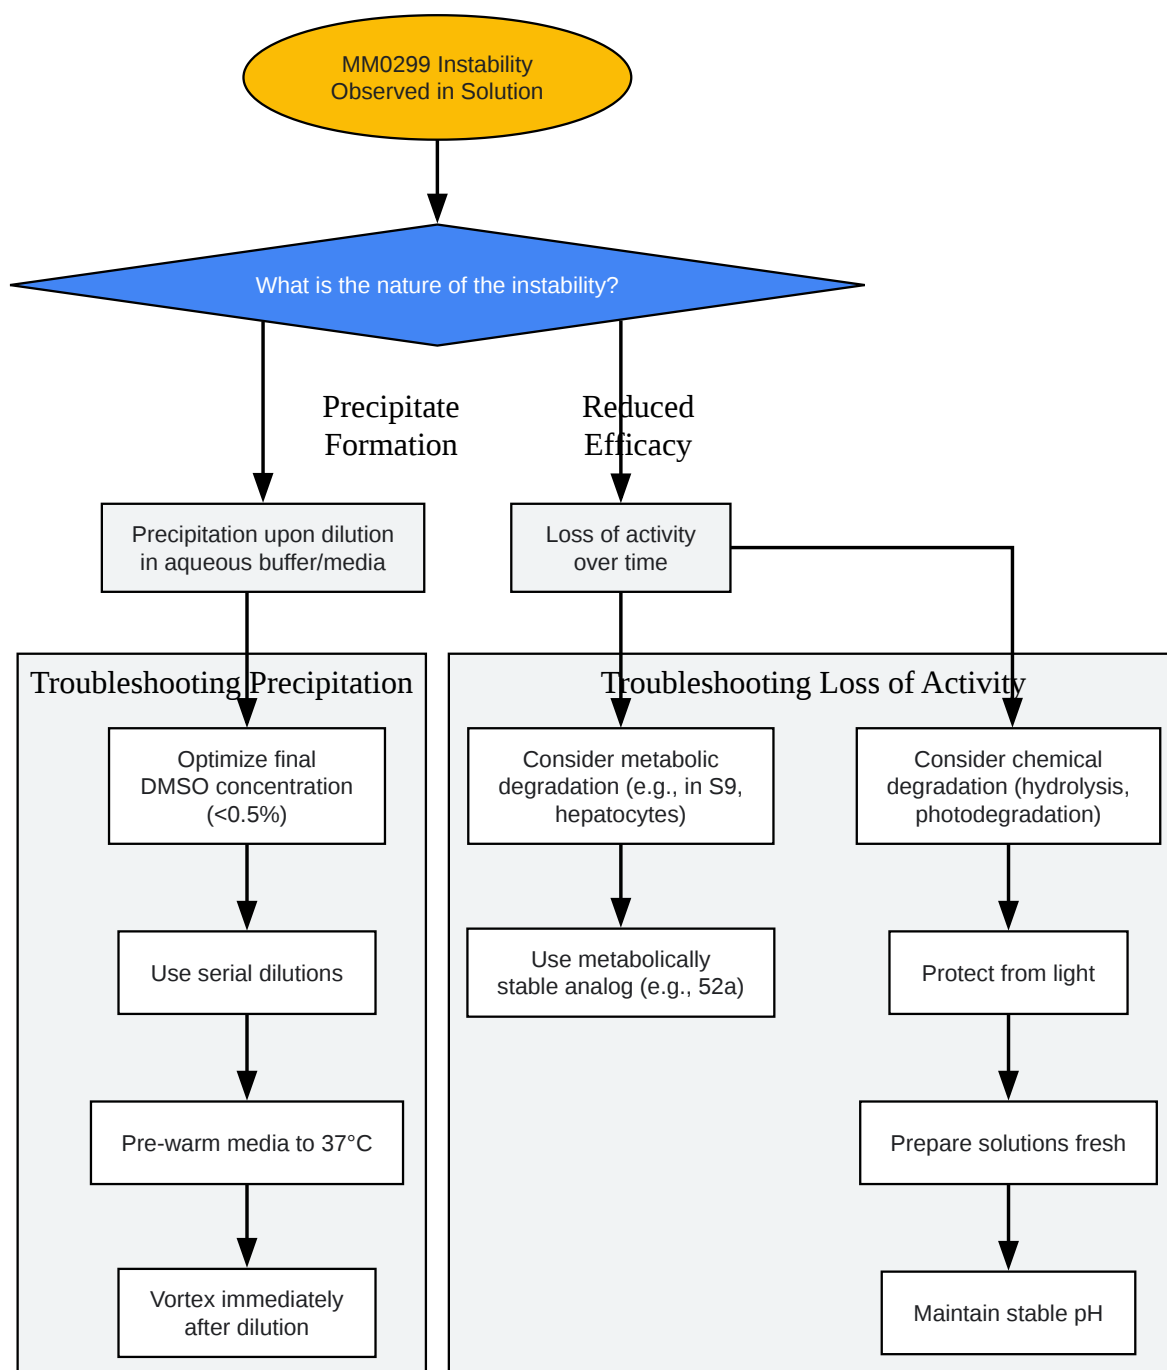 MM0299 Instability
Observed in Solution
What is the nature of the instability?
Precipitate
Formation
Reduced
Efficacy
Precipitation upon dilution
in aqueous buffer/media
Loss of activity
over time
Troubleshooting Precipitation
Optimize final
DMSO concentration
(<0.5%)
Use serial dilutions
Pre-warm media to 37°C
Vortex immediately
after dilution
Troubleshooting Loss of Activity
Consider metabolic
degradation (e.g., in S9,
hepatocytes)
Use metabolically
stable analog (e.g., 52a)
Consider chemical
degradation (hydrolysis,
photodegradation)
Protect from light
Prepare solutions fresh
Maintain stable pH